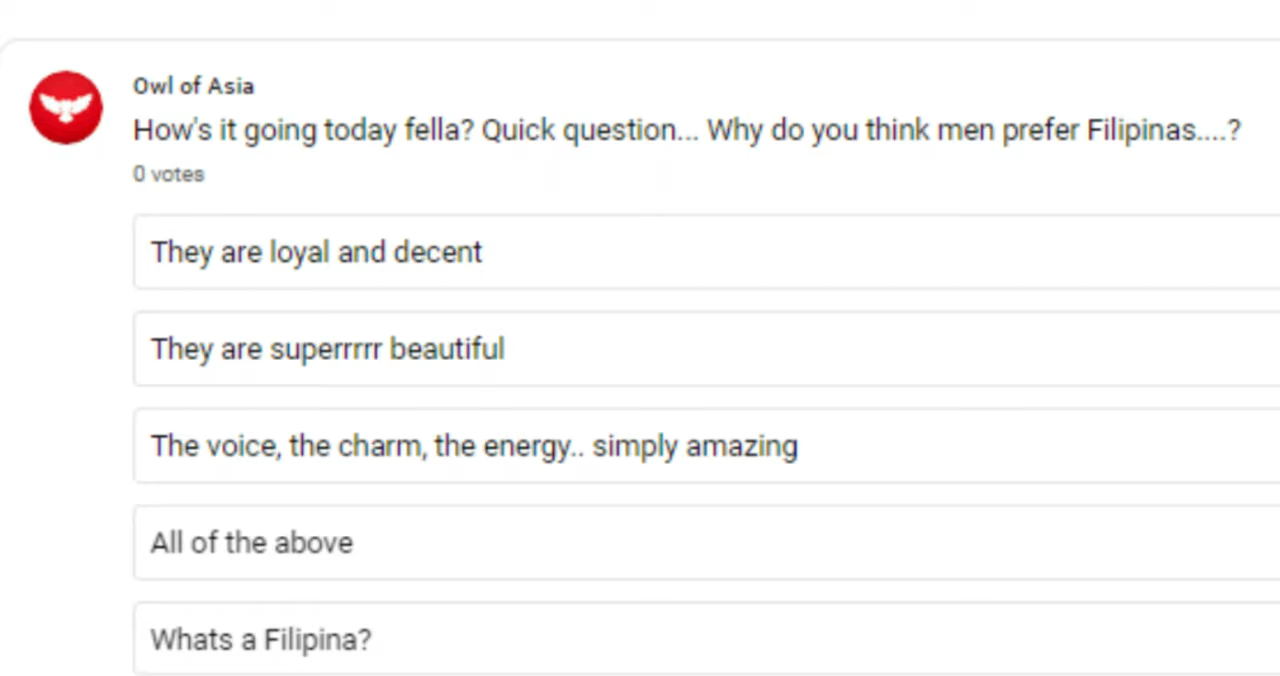 Owl of Asia
How's it going today fella? Quick question... Why do you think men prefer Filipinas....?
0 votes
They are loyal and decent
They are superrrrr beautiful
The voice, the charm, the energy.. simply amazing
All of the above
Whats a Filipina?